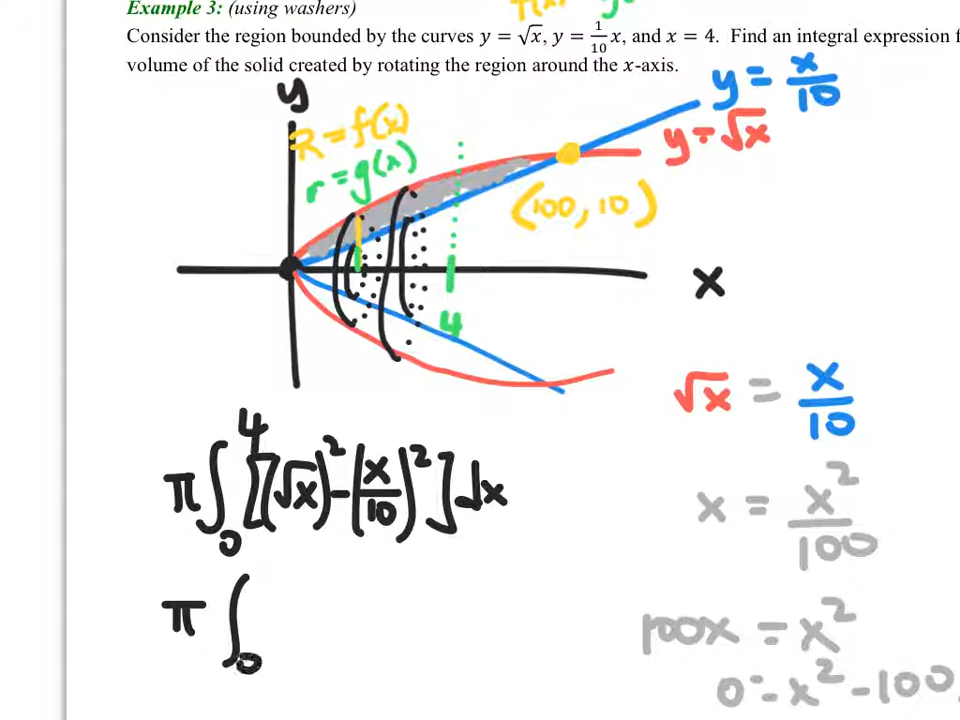 Example 3: (using washers)
Consider the region bounded by the curves y = √x, y = 1/10 x, and x = 4. Find an integral expression f
volume of the solid created by rotating the region around the x-axis.
y
y = x/10
R = f(x)
y = √x
r = g(x)
(100, 10)
x
4
√x = x/10
π ∫₀⁴ [(√x)² - (x/10)²] dx
x = x²/100
π ∫₀
100x = x²
0 = x² - 100